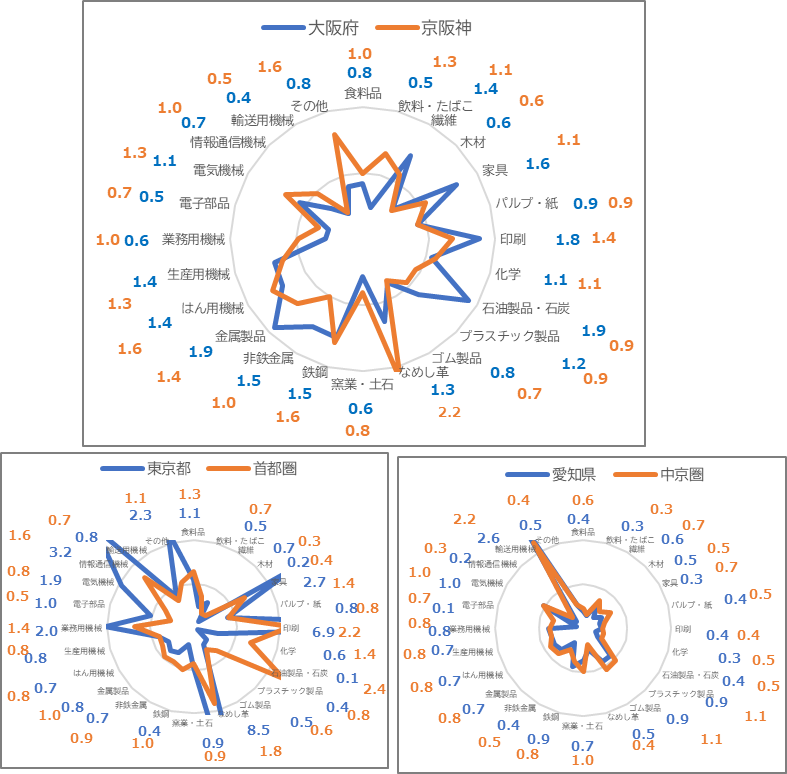 大阪府 京阪神
1.0
0.8
食料品
1.3
0.5
飲料・たばこ
1.1
1.4
繊維
0.6
0.6
木材
1.1
1.6
家具
パルプ・紙 0.9 0.9
印刷 1.8 1.4
化学
1.1 1.1
石油製品・石炭
1.9
0.9
プラスチック製品
1.2
0.9
ゴム製品
0.8
0.7
なめし革
1.3
2.2
窯業・土石
0.6
0.8
鉄鋼
1.5
1.6
非鉄金属
1.5
1.0
金属製品
1.9
1.4
はん用機械
1.4
1.6
生産用機械
1.4
1.3
1.0 0.6 業務用機械
0.7 0.5 電子部品
1.3 1.1 電気機械
1.0
0.7
情報通信機械
0.5
0.4
輸送用機械
1.6
0.8
その他
東京都 首都圏
1.3
1.1
食料品
0.7
0.5
飲料・たばこ
0.3
0.7
繊維
0.4
0.2
木材
1.4
2.7
家具
パルプ・紙 0.8 0.8
印刷 6.9 2.2
化学 0.6 1.4
石油製品・石炭 0.1 2.4
プラスチック製品 0.4 0.8
ゴム製品 0.5 0.6
なめし革 8.5 1.8
窯業・土石 0.9 0.9
鉄鋼 0.4 1.0
非鉄金属 0.7 0.9
金属製品 0.8 1.0
はん用機械 0.7 0.8
生産用機械 0.8 0.8
1.4 2.0 業務用機械
0.5 1.0 電子部品
0.8 1.9 電気機械
1.6 3.2 情報通信機械
0.7 0.8 輸送用機械
1.1 2.3 その他
愛知県 中京圏
0.6
0.4
食料品
0.3
0.3
飲料・たばこ
0.7
0.6
繊維
0.5
0.5
木材
0.7
0.3
家具
パルプ・紙 0.4 0.5
印刷 0.4 0.4
化学 0.3 0.5
石油製品・石炭 0.4 0.5
プラスチック製品 0.9 1.1
ゴム製品 0.9 1.1
なめし革 0.5 0.4
窯業・土石 0.7 1.0
鉄鋼 0.9 0.8
非鉄金属 0.4 0.5
金属製品 0.7 0.8
はん用機械 0.7 0.8
生産用機械 0.7 0.8
0.8 0.8 業務用機械
0.7 0.1 電子部品
1.0 1.0 電気機械
0.3 0.2 情報通信機械
2.2 2.6 輸送用機械
0.4 0.5 その他